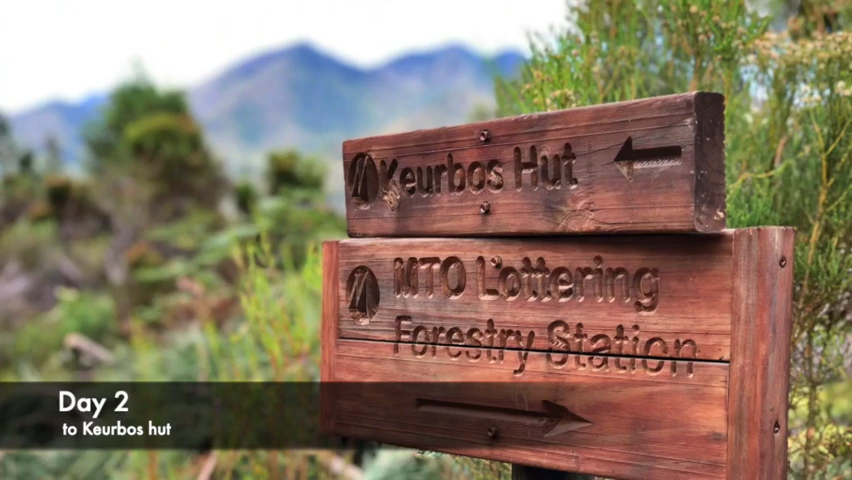 Keurbos Hut
MTO Lottering
Forestry Station
Day 2
to Keurbos hut